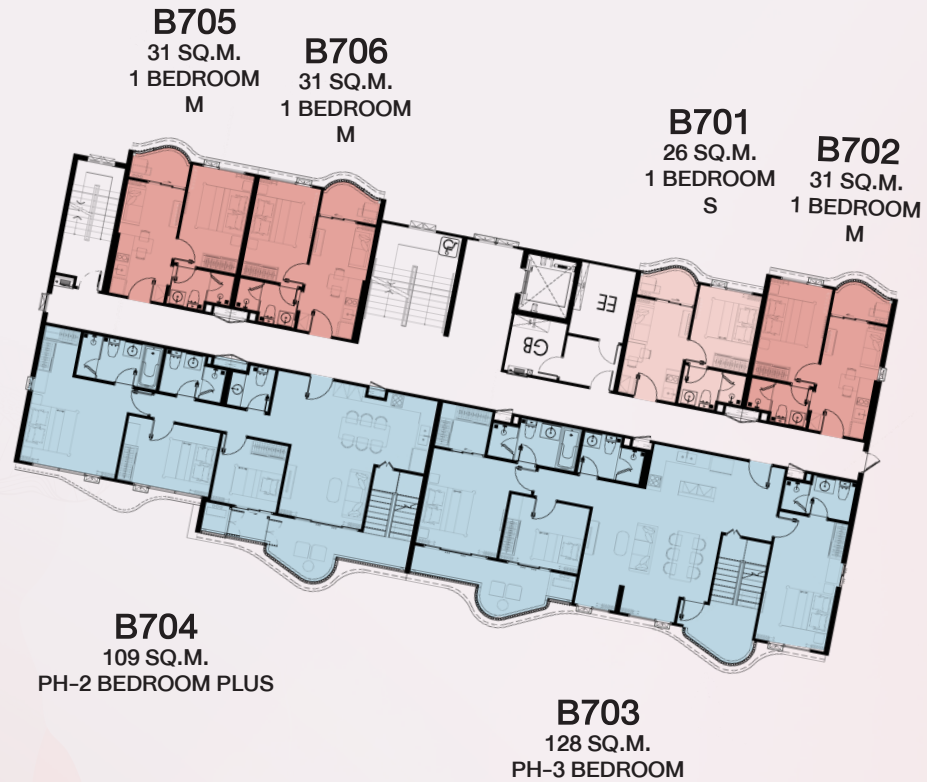 B705
31 SQ.M.
1 BEDROOM
M
B706
31 SQ.M.
1 BEDROOM
M
B701
26 SQ.M.
1 BEDROOM
S
B702
31 SQ.M.
1 BEDROOM
M
EE
GB
B704
109 SQ.M.
PH-2 BEDROOM PLUS
B703
128 SQ.M.
PH-3 BEDROOM